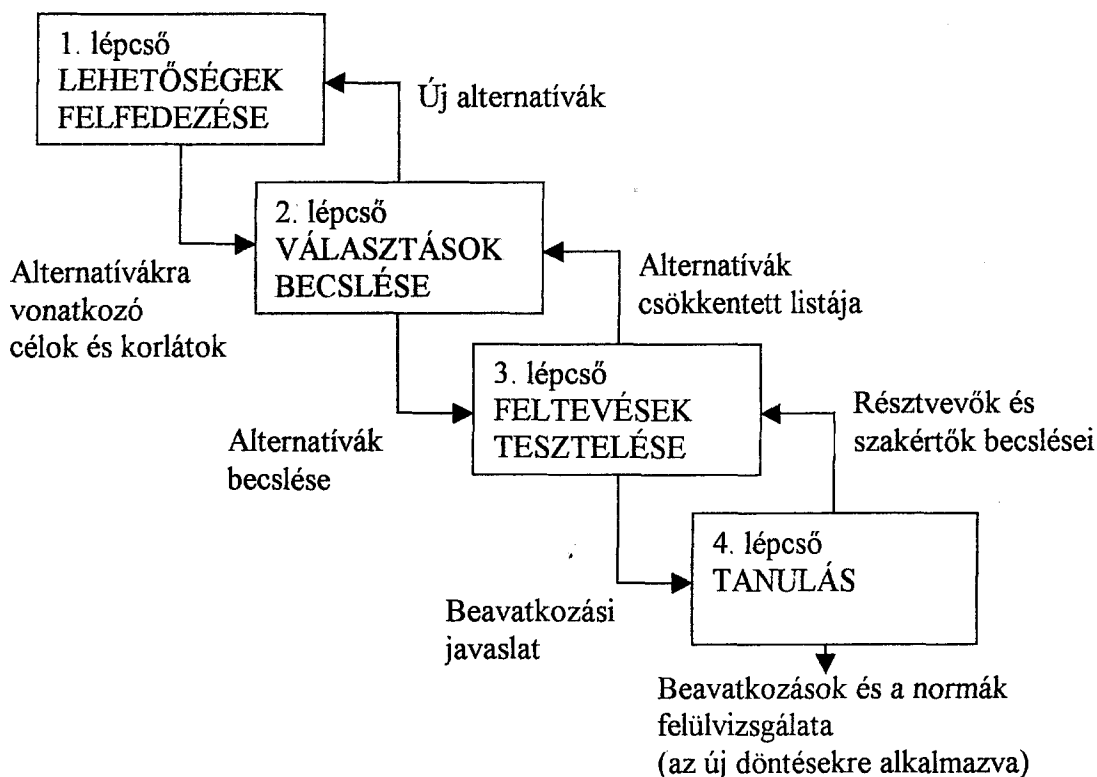 1. lépcső
LEHETŐSÉGEK
FELFEDEZÉSE
Új alternatívák
2. lépcső
VÁLASZTÁSOK
BECSLÉSE
Alternatívákra
vonatkozó
célok és korlátok
Alternatívák
csökkentett listája
3. lépcső
FELTEVÉSEK
TESZTELÉSE
Alternatívák
becslése
Résztvevők és
szakértők becslései
4. lépcső
TANULÁS
Beavatkozási
javaslat
Beavatkozások és a normák
felülvizsgálata
(az új döntésekre alkalmazva)